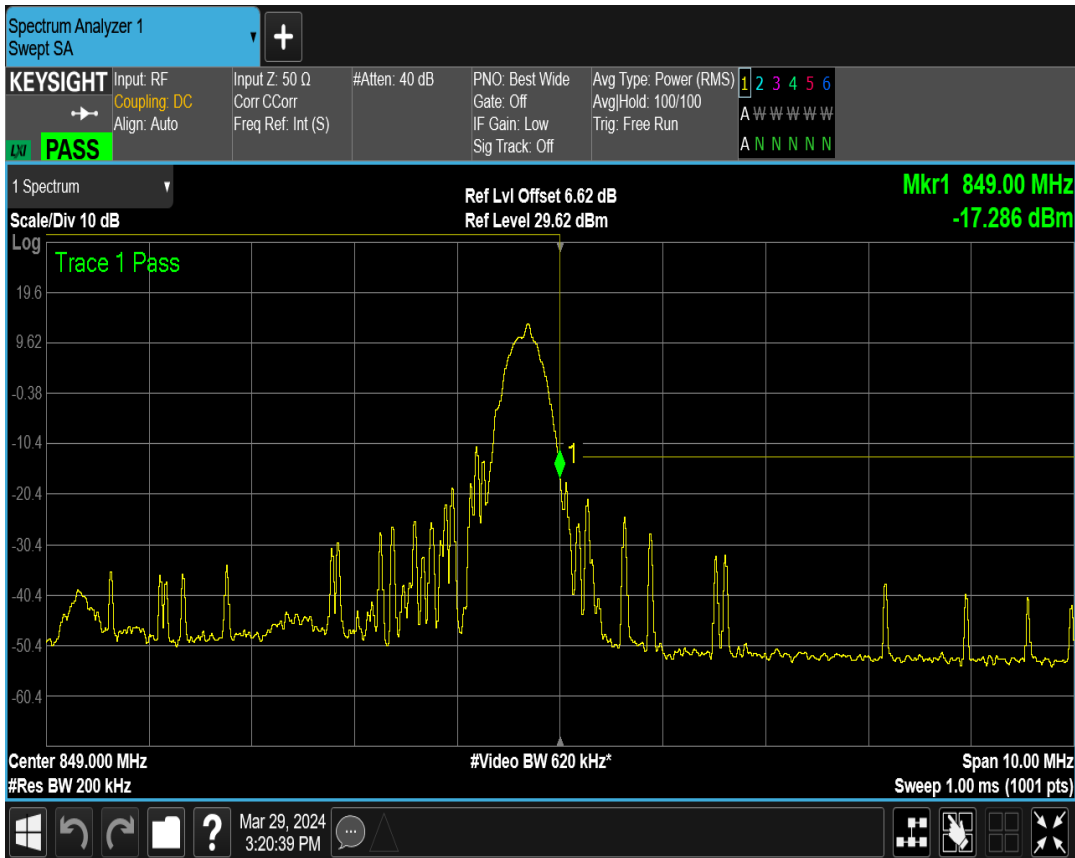 Spectrum Analyzer 1
Swept SA
+
KEYSIGHT
LXI
PASS
Input: RF
Coupling: DC
Align: Auto
Input Z: 50 Ω
Corr CCorr
Freq Ref: Int (S)
#Atten: 40 dB
PNO: Best Wide
Gate: Off
IF Gain: Low
Sig Track: Off
Avg Type: Power (RMS)
Avg|Hold: 100/100
Trig: Free Run
1 2 3 4 5 6
A W W W W W
A N N N N N
1 Spectrum
Scale/Div 10 dB
Ref Lvl Offset 6.62 dB
Ref Level 29.62 dBm
Mkr1 849.00 MHz
-17.286 dBm
Log
Trace 1 Pass
19.6
9.62
-0.38
-10.4
1
-20.4
-30.4
-40.4
-50.4
-60.4
Center 849.000 MHz
#Res BW 200 kHz
#Video BW 620 kHz*
Span 10.00 MHz
Sweep 1.00 ms (1001 pts)
?
Mar 29, 2024
3:20:39 PM